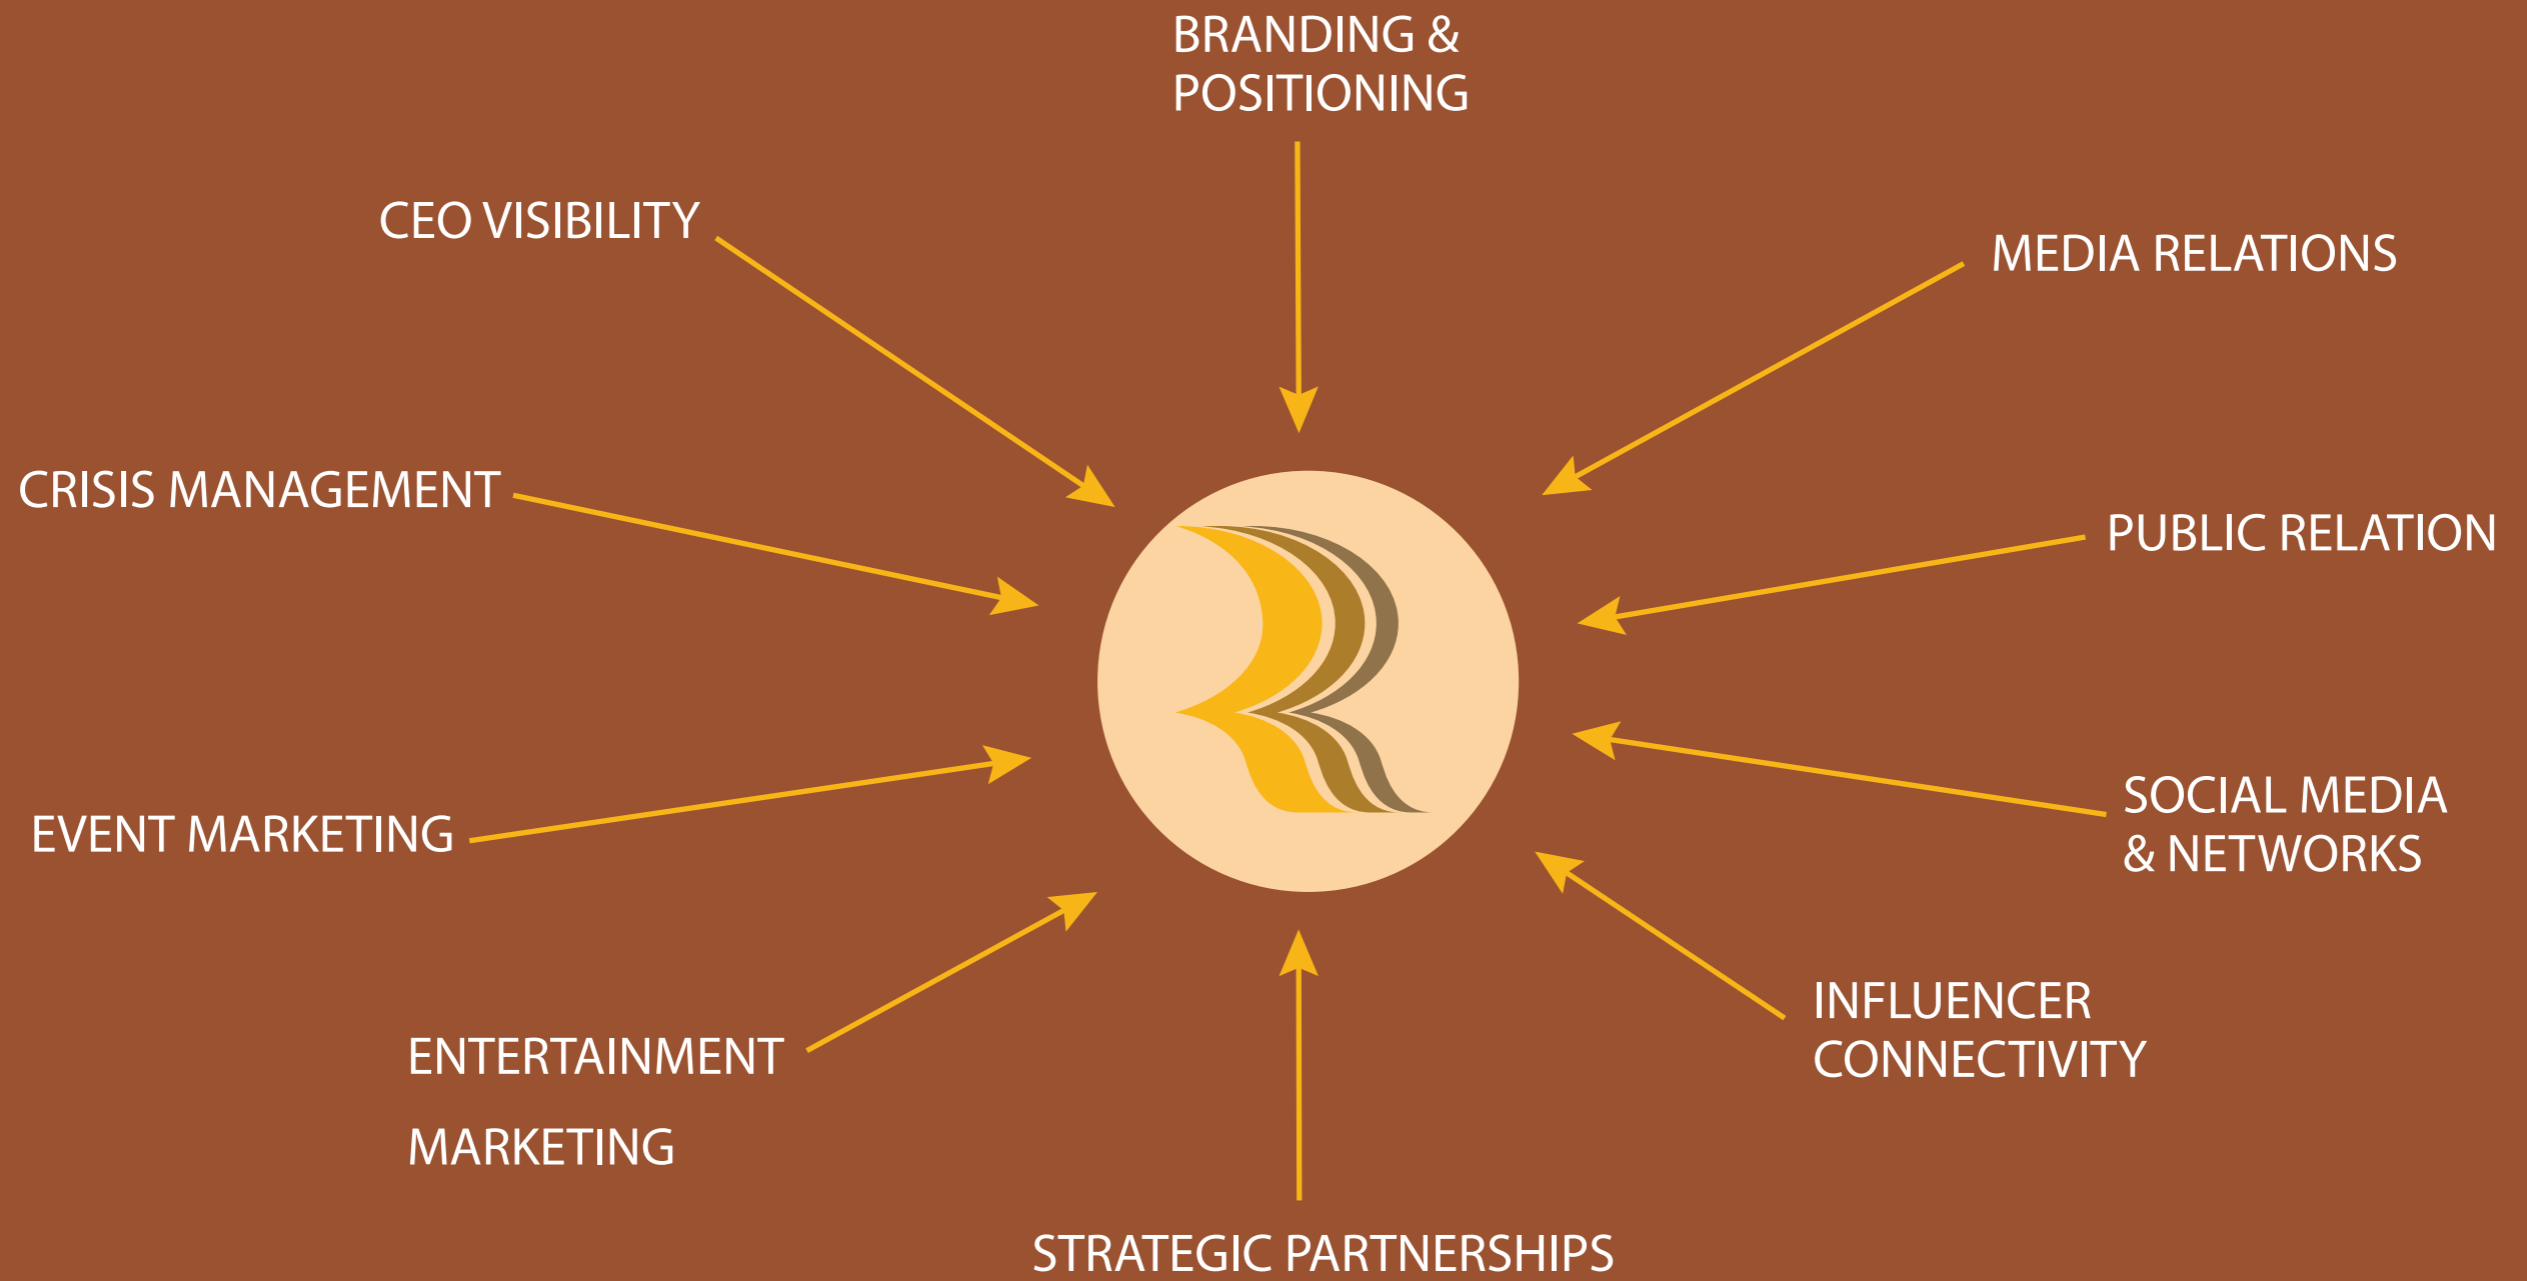 BRANDING &
POSITIONING
CEO VISIBILITY
MEDIA RELATIONS
CRISIS MANAGEMENT
PUBLIC RELATION
EVENT MARKETING
SOCIAL MEDIA
& NETWORKS
ENTERTAINMENT
MARKETING
INFLUENCER
CONNECTIVITY
STRATEGIC PARTNERSHIPS